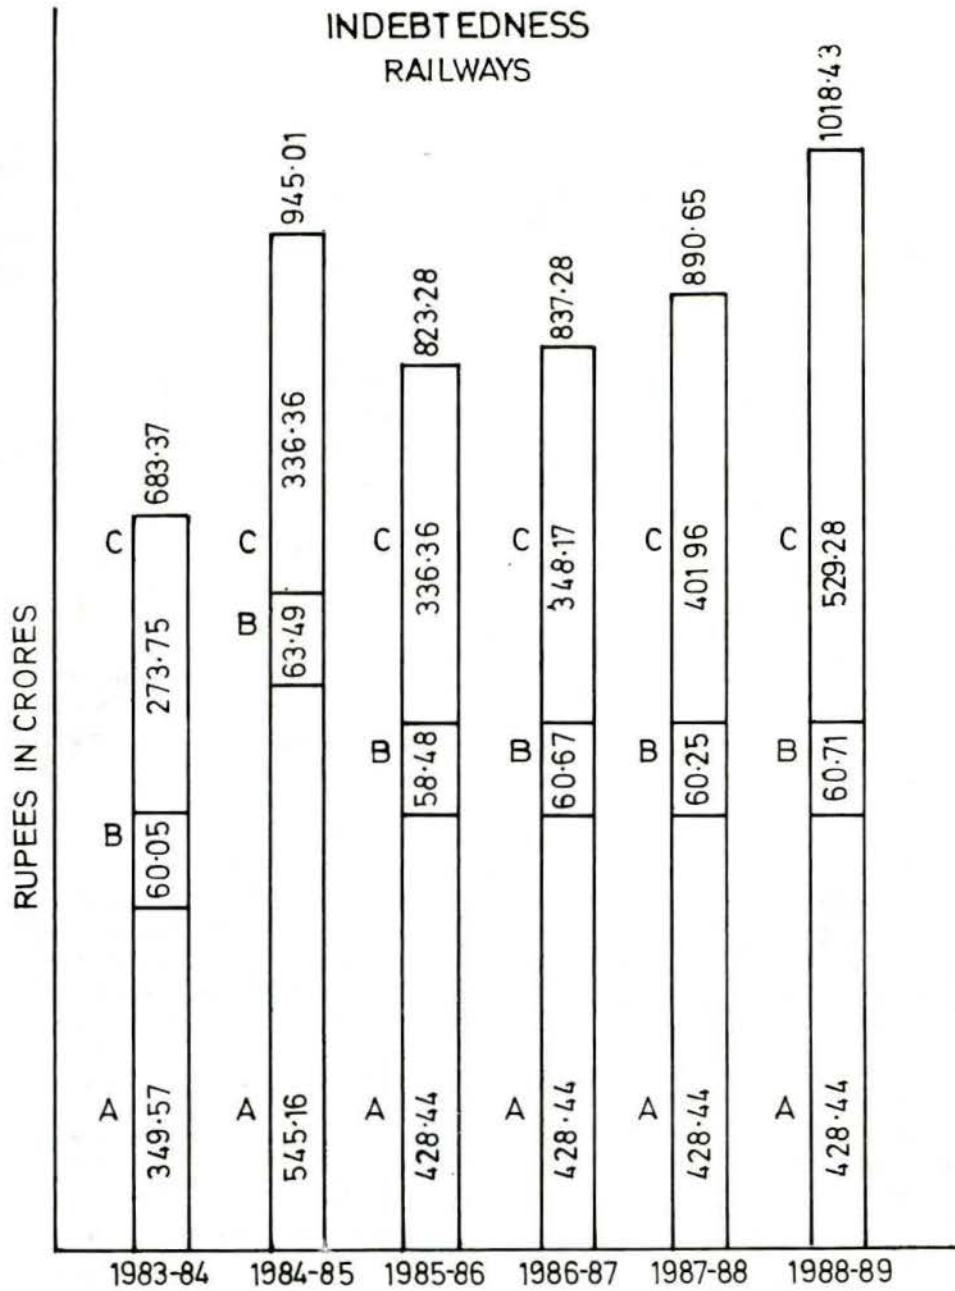 INDEBTEDNESS
RAILWAYS
RUPEES IN CRORES
683·37
C
273·75
B
60·05
A
349·57
1983-84
945·01
C
336·36
B
63·49
A
545·16
1984-85
823·28
C
336·36
B
58·48
A
428·44
1985-86
837·28
C
348·17
B
60·67
A
428·44
1986-87
890·65
C
40196
B
60·25
A
428·44
1987-88
1018·43
C
529·28
B
60·71
A
428·44
1988-89